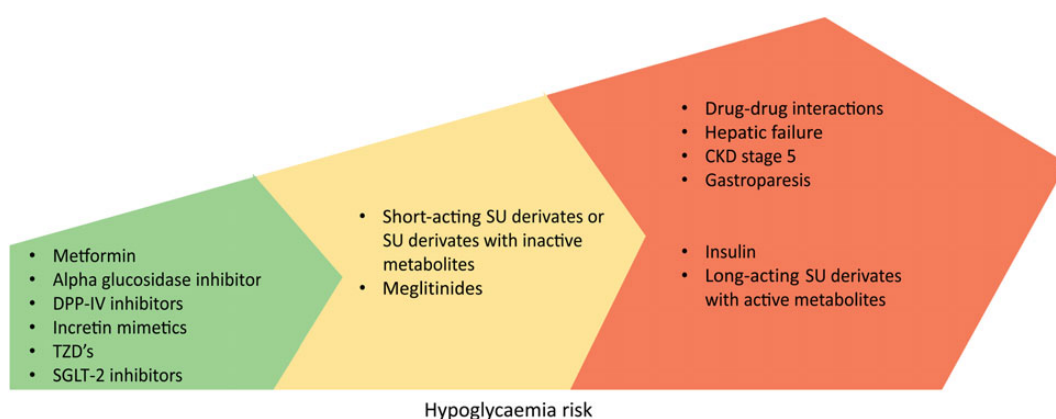 • Metformin
• Alpha glucosidase inhibitor
• DPP-IV inhibitors
• Incretin mimetics
• TZD's
• SGLT-2 inhibitors
• Short-acting SU derivates or
SU derivates with inactive
metabolites
• Meglitinides
• Drug-drug interactions
• Hepatic failure
• CKD stage 5
• Gastroparesis
• Insulin
• Long-acting SU derivates
with active metabolites
Hypoglycaemia risk